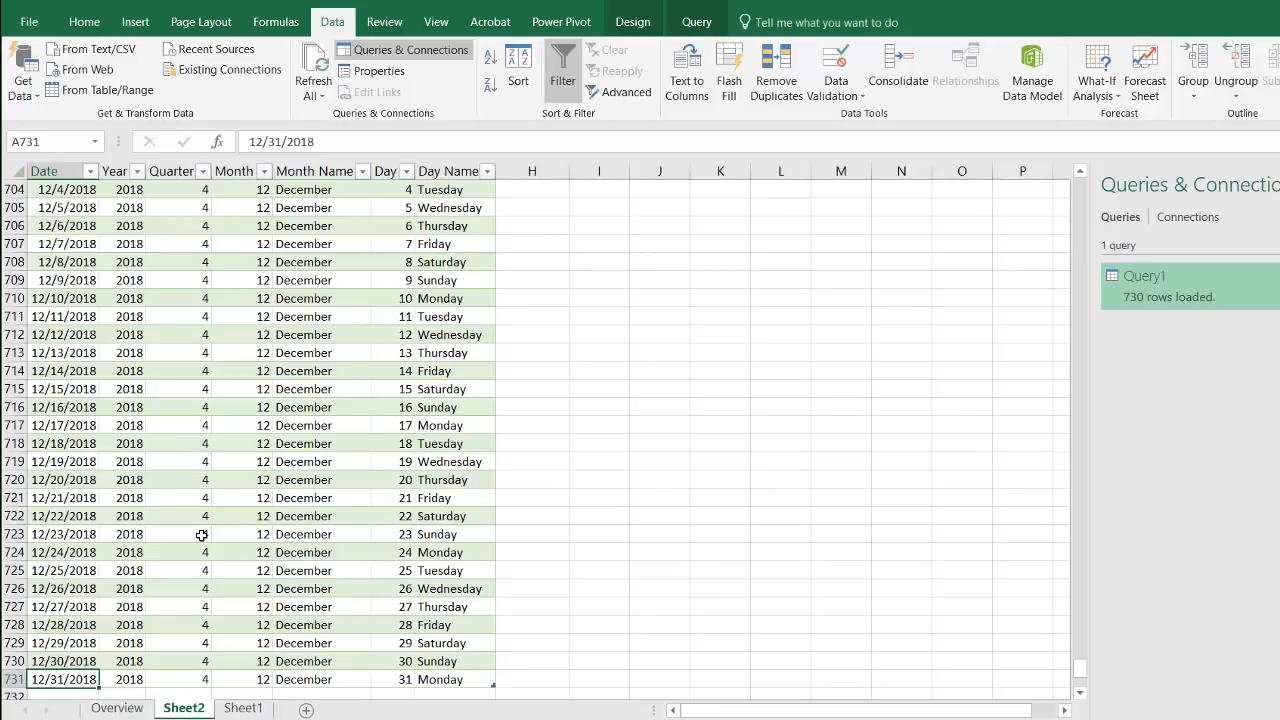 File Home Insert Page Layout Formulas Data Review View Acrobat Power Pivot Design Query Tell me what you want to do
Get Data
From Text/CSV
From Web
From Table/Range
Recent Sources
Existing Connections
Get & Transform Data
Refresh All
Queries & Connections
Properties
Edit Links
Queries & Connections
Sort
Filter
Clear
Reapply
Advanced
Sort & Filter
Text to Columns
Flash Fill
Remove Duplicates
Data Validation
Consolidate
Relationships
Manage Data Model
Data Tools
What-If Analysis
Forecast Sheet
Forecast
Group
Ungroup
Outline
A731 fx 12/31/2018
Date Year Quarter Month Month Name Day Day Name H I J K L M N O P
704 12/4/2018 2018 4 12 December 4 Tuesday
705 12/5/2018 2018 4 12 December 5 Wednesday
706 12/6/2018 2018 4 12 December 6 Thursday
707 12/7/2018 2018 4 12 December 7 Friday
708 12/8/2018 2018 4 12 December 8 Saturday
709 12/9/2018 2018 4 12 December 9 Sunday
710 12/10/2018 2018 4 12 December 10 Monday
711 12/11/2018 2018 4 12 December 11 Tuesday
712 12/12/2018 2018 4 12 December 12 Wednesday
713 12/13/2018 2018 4 12 December 13 Thursday
714 12/14/2018 2018 4 12 December 14 Friday
715 12/15/2018 2018 4 12 December 15 Saturday
716 12/16/2018 2018 4 12 December 16 Sunday
717 12/17/2018 2018 4 12 December 17 Monday
718 12/18/2018 2018 4 12 December 18 Tuesday
719 12/19/2018 2018 4 12 December 19 Wednesday
720 12/20/2018 2018 4 12 December 20 Thursday
721 12/21/2018 2018 4 12 December 21 Friday
722 12/22/2018 2018 4 12 December 22 Saturday
723 12/23/2018 2018 4 12 December 23 Sunday
724 12/24/2018 2018 4 12 December 24 Monday
725 12/25/2018 2018 4 12 December 25 Tuesday
726 12/26/2018 2018 4 12 December 26 Wednesday
727 12/27/2018 2018 4 12 December 27 Thursday
728 12/28/2018 2018 4 12 December 28 Friday
729 12/29/2018 2018 4 12 December 29 Saturday
730 12/30/2018 2018 4 12 December 30 Sunday
731 12/31/2018 2018 4 12 December 31 Monday
732
Queries & Connectio
Queries Connections
1 query
Query1
730 rows loaded.
Overview Sheet2 Sheet1